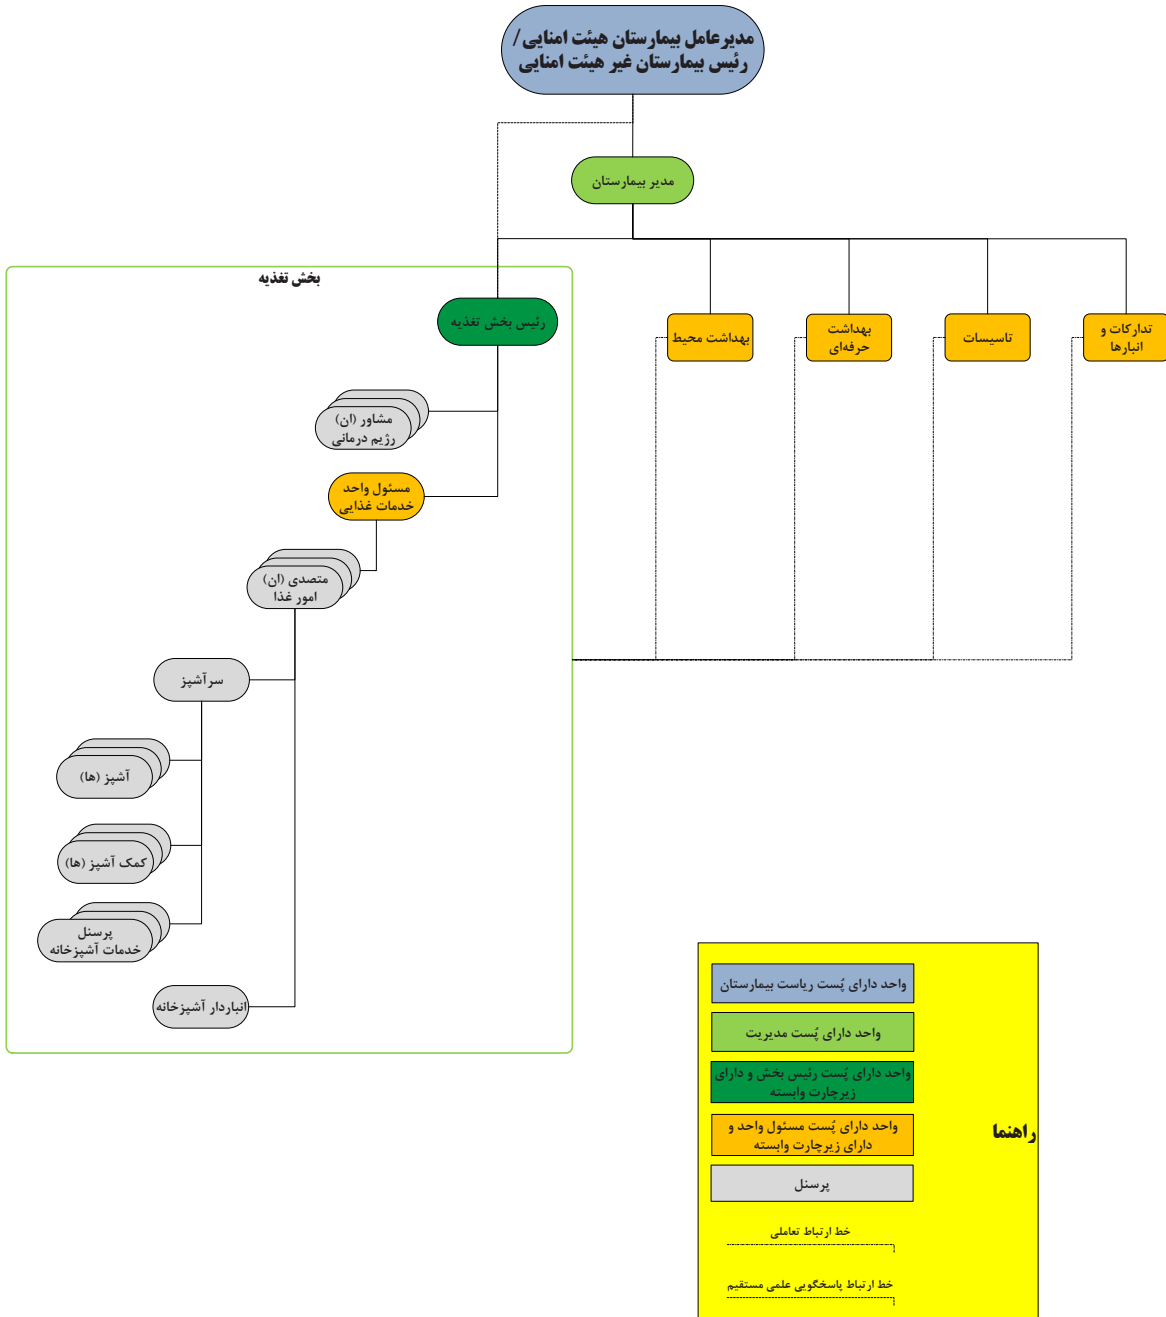 مدیرعامل بیمارستان هیئت امنایی/
رئیس بیمارستان غیر هیئت امنایی
مدیر بیمارستان
بخش تغذیه
رئیس بخش تغذیه
بهداشت محیط
بهداشت
حرفه‌ای
تاسیسات
تدارکات و
انبارها
مشاور (ان)
رژیم درمانی
مسئول واحد
خدمات غذایی
متصدی (ان)
امور غذا
سرآشپز
آشپز (ها)
کمک آشپز (ها)
پرسنل
خدمات آشپزخانه
انباردار آشپزخانه
راهنما
واحد دارای پُست ریاست بیمارستان
واحد دارای پُست مدیریت
واحد دارای پُست رئیس بخش و دارای
زیرچارت وابسته
واحد دارای پُست مسئول واحد و
دارای زیرچارت وابسته
پرسنل
خط ارتباط تعاملی
خط ارتباط پاسخگویی علمی مستقیم